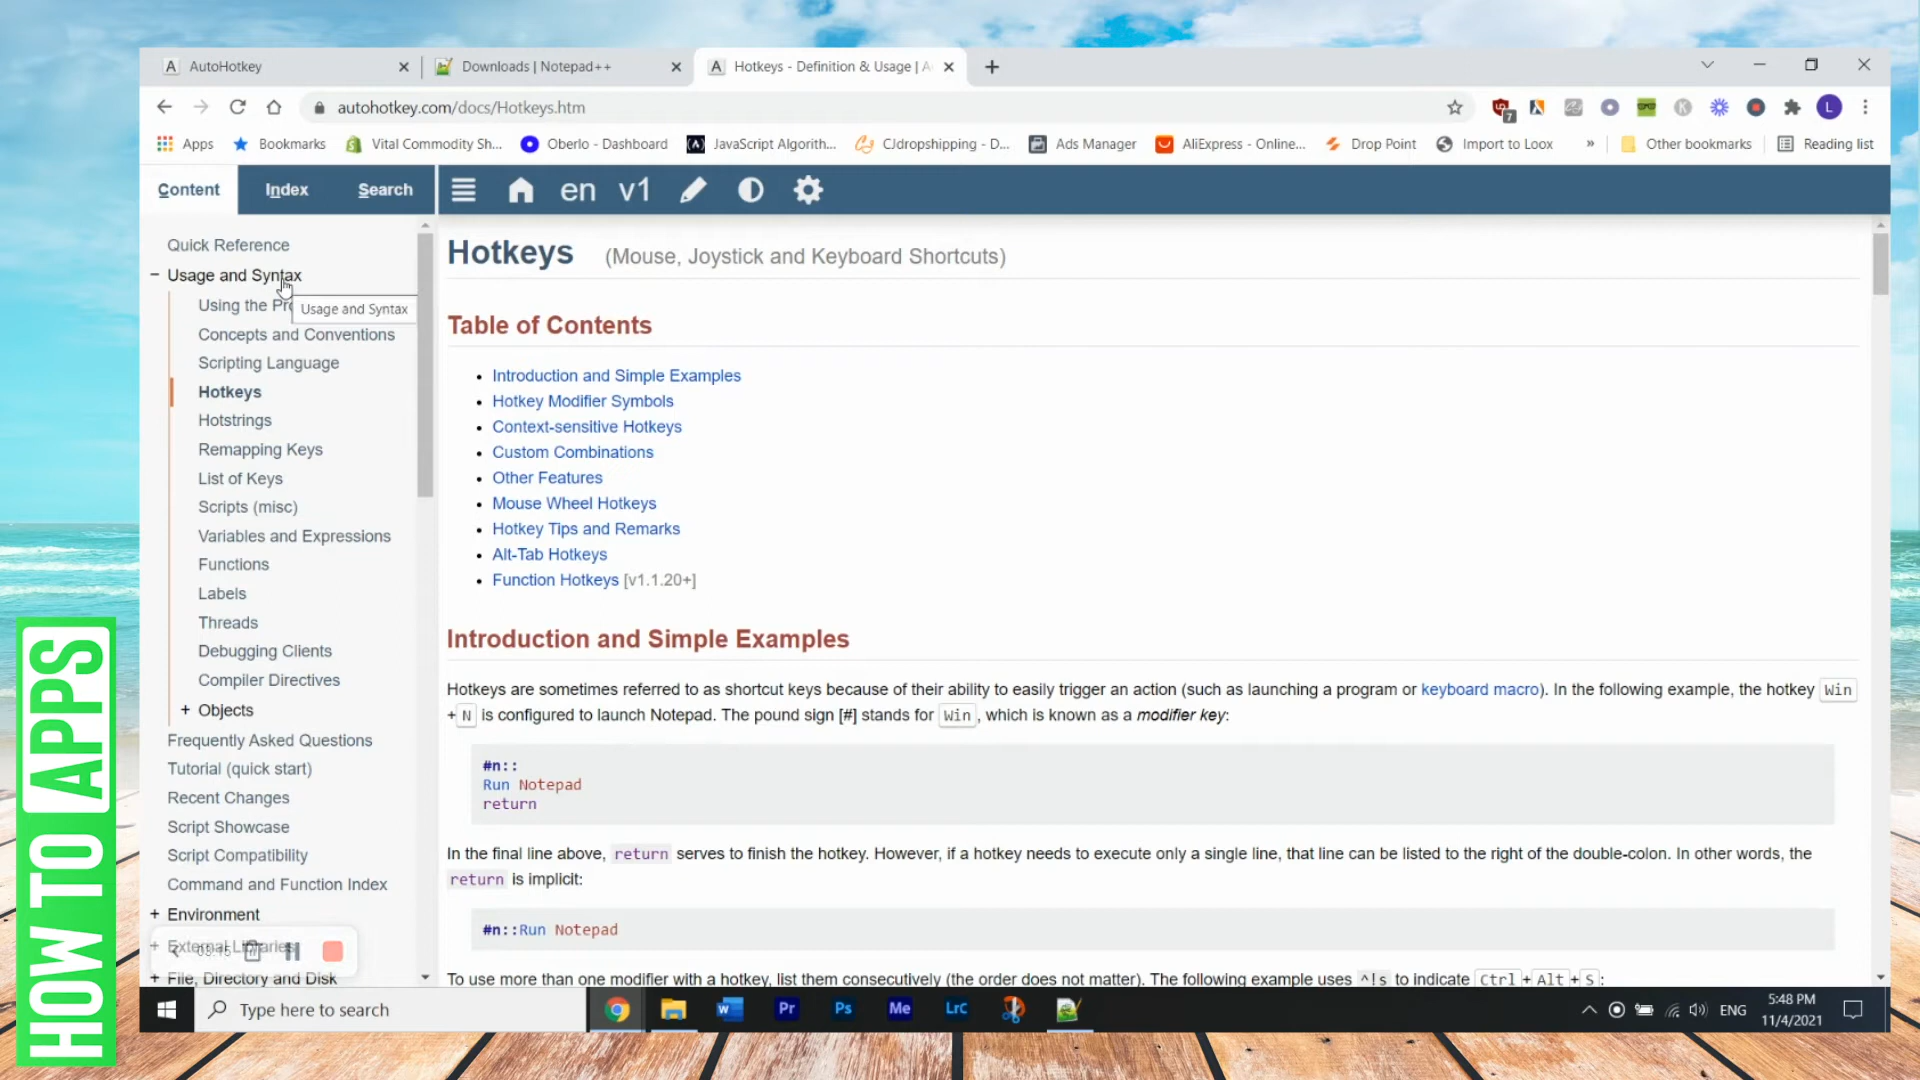 AutoHotkey
Downloads | Notepad++
Hotkeys - Definition & Usage | A
autohotkey.com/docs/Hotkeys.htm
7
L
Apps
Bookmarks
Vital Commodity Sh...
Oberlo - Dashboard
JavaScript Algorith...
CJdropshipping - D...
Ads Manager
AliExpress - Online...
Drop Point
Import to Loox
»
Other bookmarks
Reading list
Content
Index
Search
en v1
Quick Reference
− Usage and Syntax
Using the Pr
Usage and Syntax
Concepts and Conventions
Scripting Language
Hotkeys
Hotstrings
Remapping Keys
List of Keys
Scripts (misc)
Variables and Expressions
Functions
Labels
Threads
Debugging Clients
Compiler Directives
+ Objects
Frequently Asked Questions
Tutorial (quick start)
Recent Changes
Script Showcase
Script Compatibility
Command and Function Index
+ Environment
+ External Libraries
+ File, Directory and Disk
Hotkeys (Mouse, Joystick and Keyboard Shortcuts)
Table of Contents
• Introduction and Simple Examples
• Hotkey Modifier Symbols
• Context-sensitive Hotkeys
• Custom Combinations
• Other Features
• Mouse Wheel Hotkeys
• Hotkey Tips and Remarks
• Alt-Tab Hotkeys
• Function Hotkeys [v1.1.20+]
Introduction and Simple Examples
Hotkeys are sometimes referred to as shortcut keys because of their ability to easily trigger an action (such as launching a program or keyboard macro). In the following example, the hotkey Win
+ N is configured to launch Notepad. The pound sign [#] stands for Win, which is known as a modifier key:
#n::
Run Notepad
return
In the final line above, return serves to finish the hotkey. However, if a hotkey needs to execute only a single line, that line can be listed to the right of the double-colon. In other words, the
return is implicit:
#n::Run Notepad
To use more than one modifier with a hotkey, list them consecutively (the order does not matter). The following example uses ^!s to indicate Ctrl + Alt + S :
Type here to search
W
Pr
Ps
Me
LrC
ENG
5:48 PM
11/4/2021
HOW TO APPS